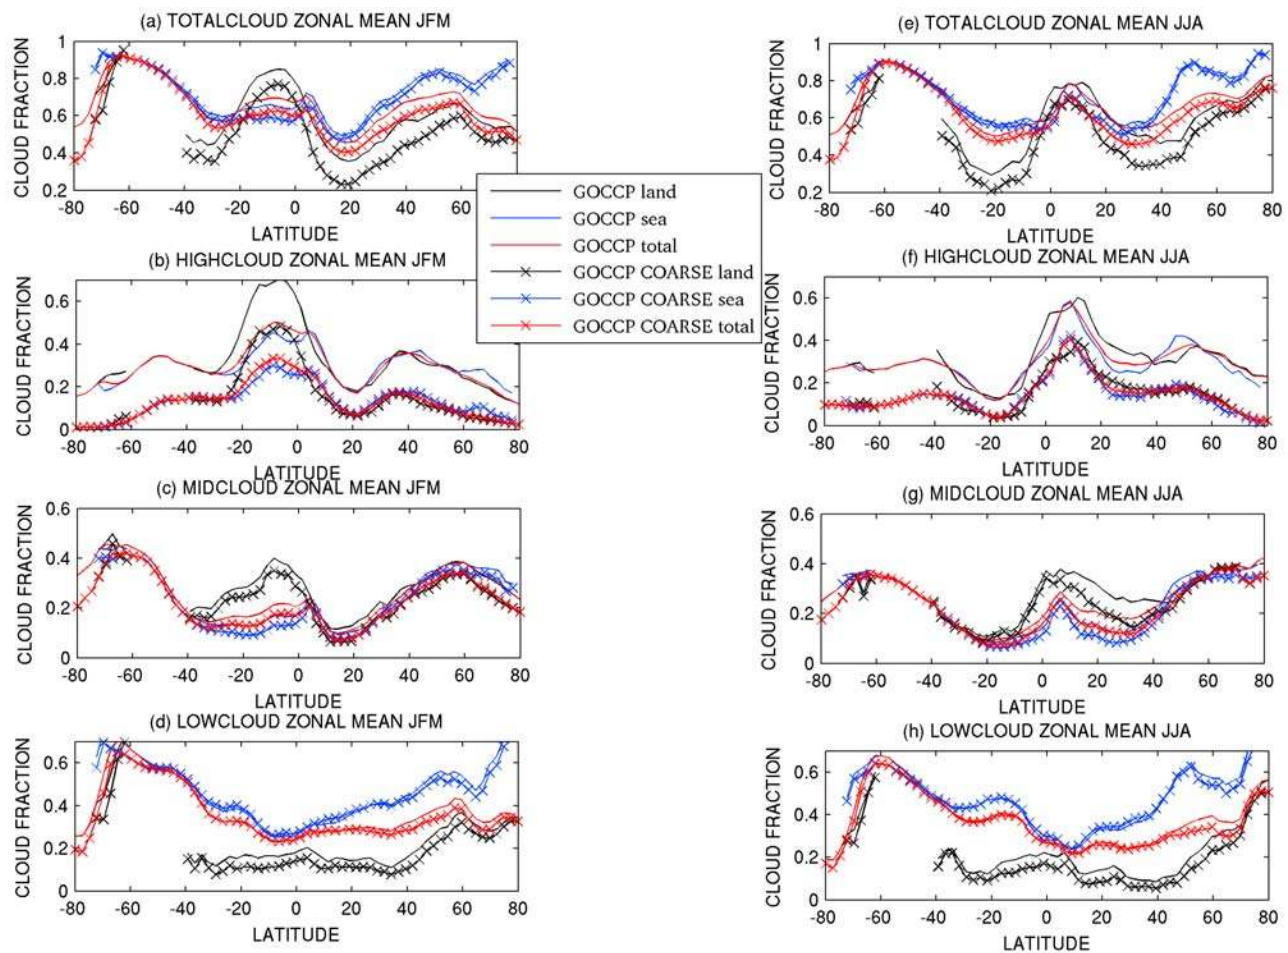 (a) TOTALCLOUD ZONAL MEAN JFM
CLOUD FRACTION
1
0.8
0.6
0.4
0.2
-80 -60 -40 -20 0 20 40 60
LATITUDE
(e) TOTALCLOUD ZONAL MEAN JJA
CLOUD FRACTION
1
0.8
0.6
0.4
0.2
-80 -60 -40 -20 0 20 40 60 80
LATITUDE
GOCCP land
GOCCP sea
GOCCP total
GOCCP COARSE land
GOCCP COARSE sea
GOCCP COARSE total
(b) HIGHCLOUD ZONAL MEAN JFM
CLOUD FRACTION
0.6
0.4
0.2
0
-80 -60 -40 -20 0 20 40 60 80
LATITUDE
(f) HIGHCLOUD ZONAL MEAN JJA
CLOUD FRACTION
0.6
0.4
0.2
0
-80 -60 -40 -20 0 20 40 60 80
LATITUDE
(c) MIDCLOUD ZONAL MEAN JFM
CLOUD FRACTION
0.6
0.4
0.2
0
-80 -60 -40 -20 0 20 40 60 80
LATITUDE
(g) MIDCLOUD ZONAL MEAN JJA
CLOUD FRACTION
0.6
0.4
0.2
0
-80 -60 -40 -20 0 20 40 60 80
LATITUDE
(d) LOWCLOUD ZONAL MEAN JFM
CLOUD FRACTION
0.6
0.4
0.2
0
-80 -60 -40 -20 0 20 40 60 80
LATITUDE
(h) LOWCLOUD ZONAL MEAN JJA
CLOUD FRACTION
0.6
0.4
0.2
0
-80 -60 -40 -20 0 20 40 60 80
LATITUDE